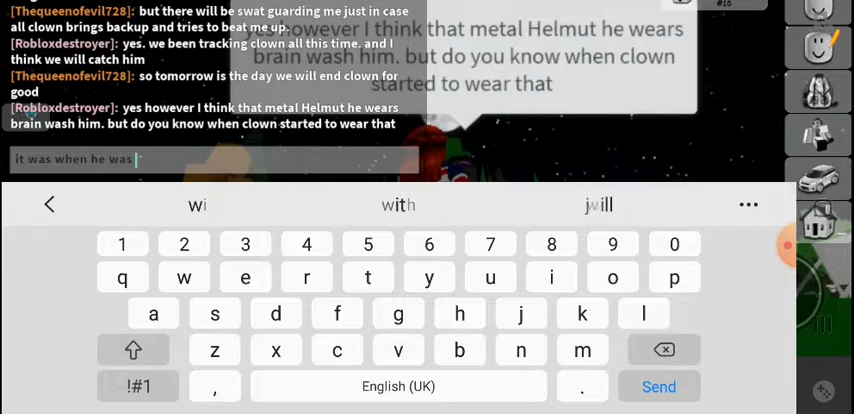 [Thequeenofevil728]: but there will be swat guarding me just in case
all clown brings backup and tries to beat me up.
[Robloxdestroyer]: yes. we been tracking clown all this time. and I
think we will catch him
[Thequeenofevil728]: so tomorrow is the day we will end clown for
good
[Robloxdestroyer]: yes however I think that metal Helmut he wears
brain wash him. but do you know when clown started to wear that
yes however I think that metal Helmut he wears
brain wash him. but do you know when clown
started to wear that
#16
it was when he was
wi with will
1 2 3 4 5 6 7 8 9 0
q w e r t y u i o p
a s d f g h j k l
z x c v b n m
!#1 , English (UK) . Send